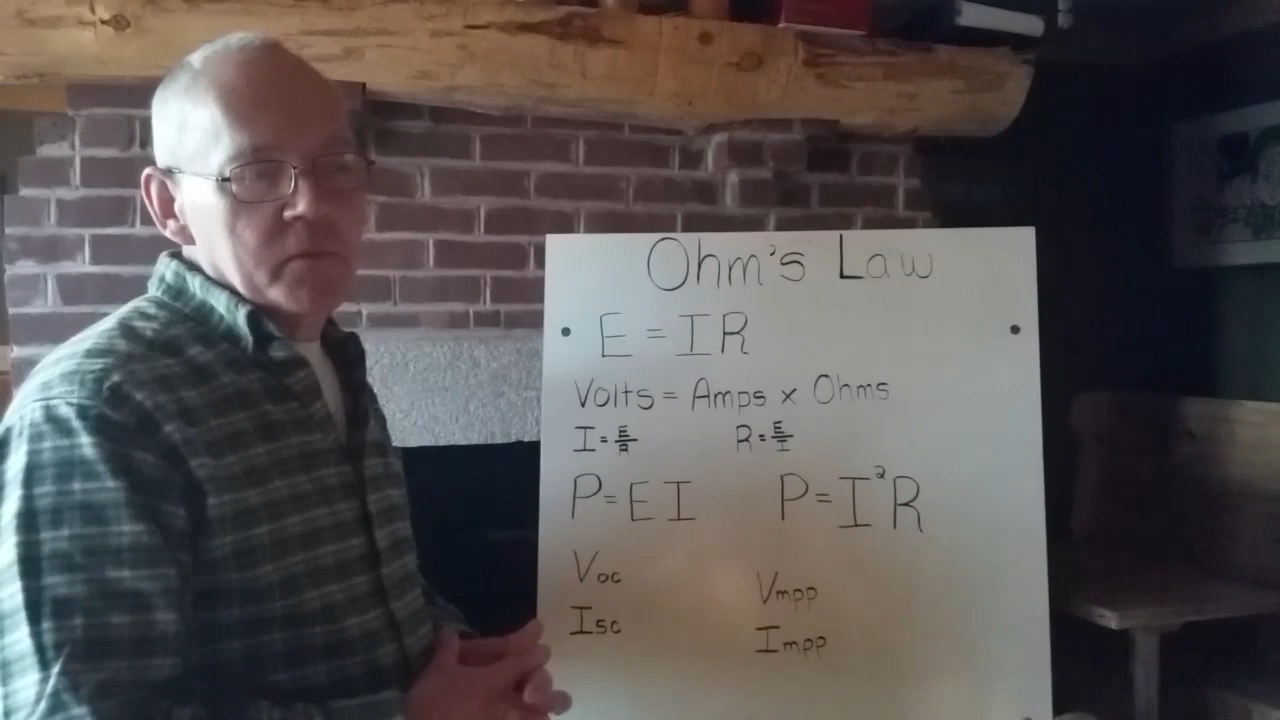 Ohm's Law
E = IR
Volts = Amps x Ohms
I = E/R R = E/I
P = EI P = I²R
Voc
Isc
Vmpp
Impp